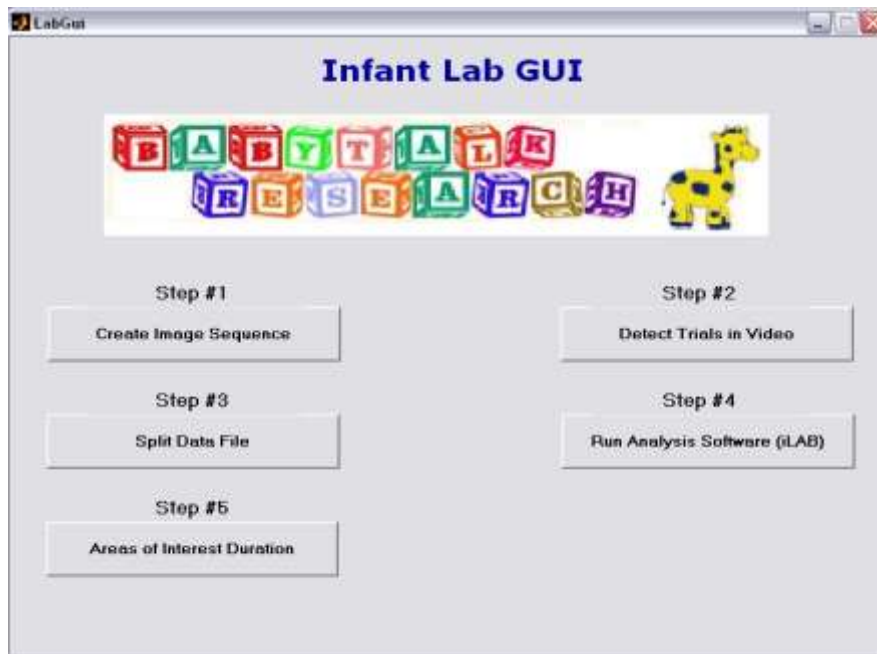 LabGui
Infant Lab GUI
BABYTALK
RESEARCH
Step #1
Create Image Sequence
Step #2
Detect Trials in Video
Step #3
Split Data File
Step #4
Run Analysis Software (iLAB)
Step #5
Areas of Interest Duration